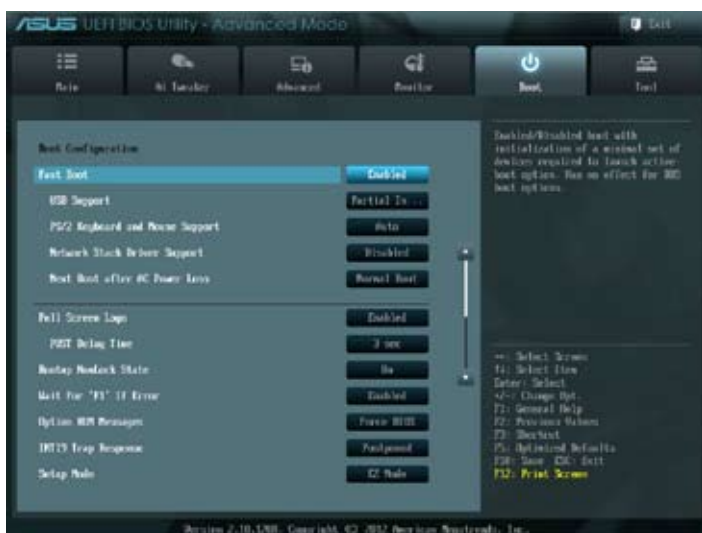 ASUS UEFI BIOS Utility - Advanced Mode
Exit
Main
Ai Tweaker
Advanced
Monitor
Boot
Tool
Boot Configuration
Fast Boot
Enabled
USB Support
Partial In...
PS/2 Keyboard and Mouse Support
Auto
Network Stack Driver Support
Disabled
Next Boot after AC Power Loss
Normal Boot
Full Screen Logo
Enabled
POST Delay Time
3 sec
Bootup NumLock State
On
Wait For 'F1' If Error
Enabled
Option ROM Messages
Force BIOS
INT19 Trap Response
Postponed
Setup Mode
EZ Mode
Enabled/Disabled boot with
initialization of a minimal set of
devices required to launch active
boot option. Has no effect for BBS
boot options.
→←: Select Screen
↑↓: Select Item
Enter: Select
+/-: Change Opt.
F1: General Help
F2: Previous Values
F3: Shortcut
F5: Optimized Defaults
F10: Save ESC: Exit
F12: Print Screen
Version 2.10.1208. Copyright (C) 2012 American Megatrends, Inc.